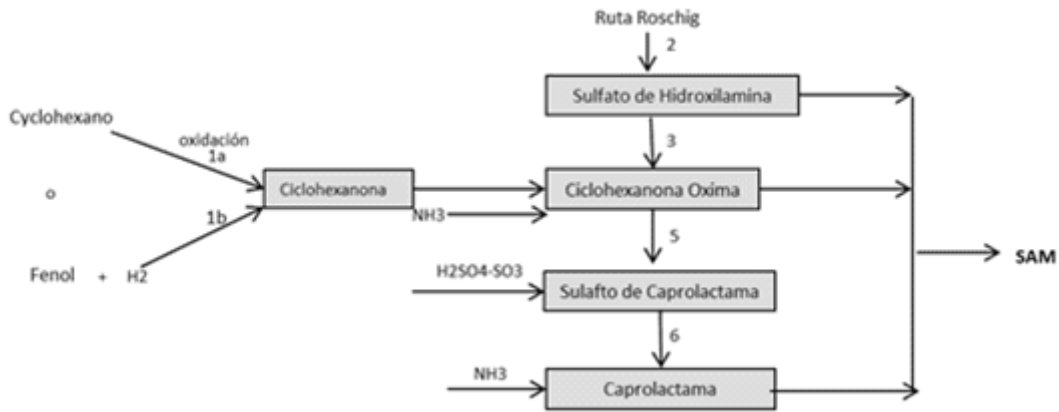 Ruta Roschig
2
Sulfato de Hidroxilamina
Cyclohexano
oxidación
1a
3
o
Ciclohexanona
Ciclohexanona Oxima
NH3
1b
5
Fenol + H2
H2SO4-SO3
SAM
Sulafto de Caprolactama
6
NH3
Caprolactama